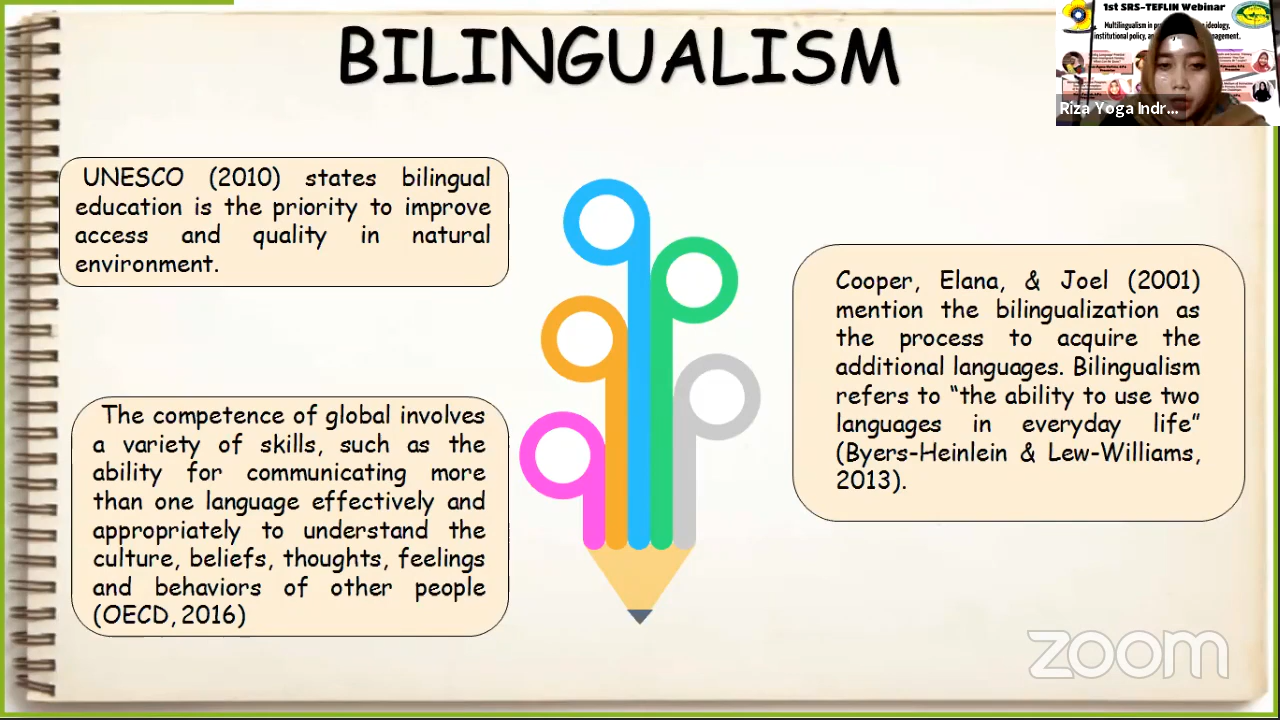 BILINGUALISM
1st SRS-TEFLIN Webinar
Riza Yoga Indr...
UNESCO (2010) states bilingual
education is the priority to improve
access and quality in natural
environment.
The competence of global involves
a variety of skills, such as the
ability for communicating more
than one language effectively and
appropriately to understand the
culture, beliefs, thoughts, feelings
and behaviors of other people
(OECD, 2016)
Cooper, Elana, & Joel (2001)
mention the bilingualization as
the process to acquire the
additional languages. Bilingualism
refers to “the ability to use two
languages in everyday life”
(Byers-Heinlein & Lew-Williams,
2013).
zoom